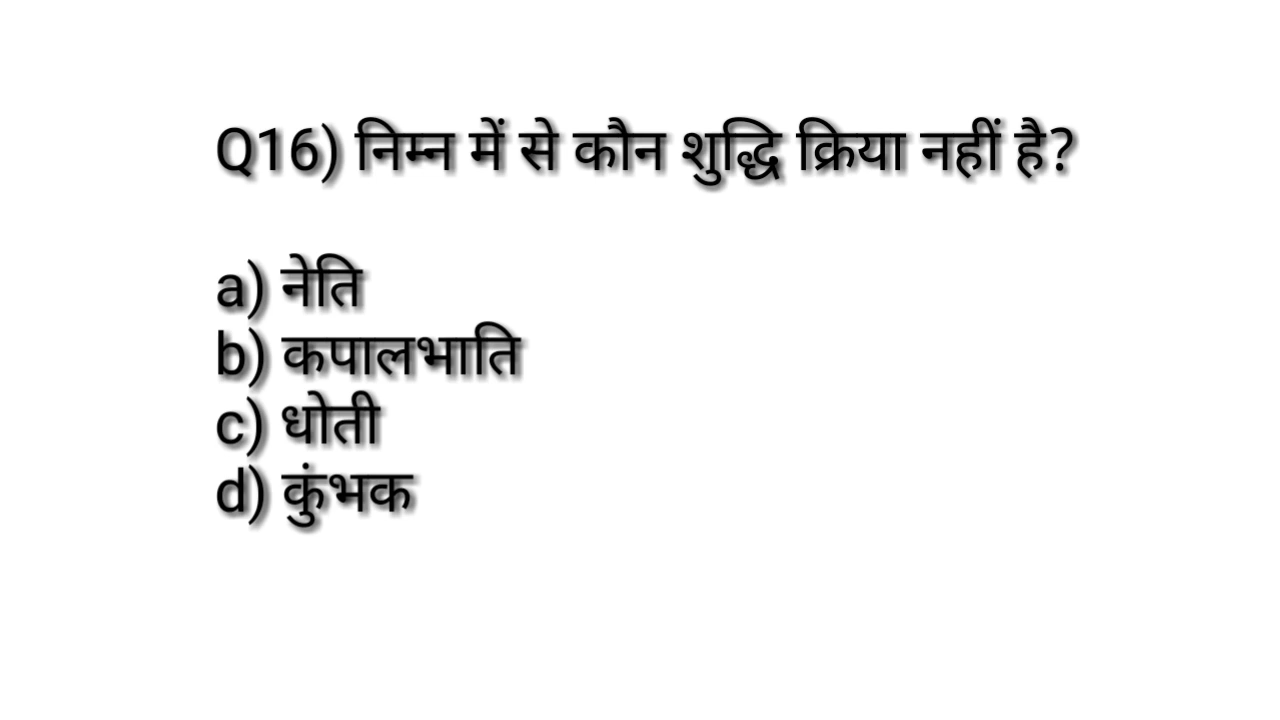 Q16) निम्न में से कौन शुद्धि क्रिया नहीं है?
a) नेति
b) कपालभाति
c) धोती
d) कुंभक